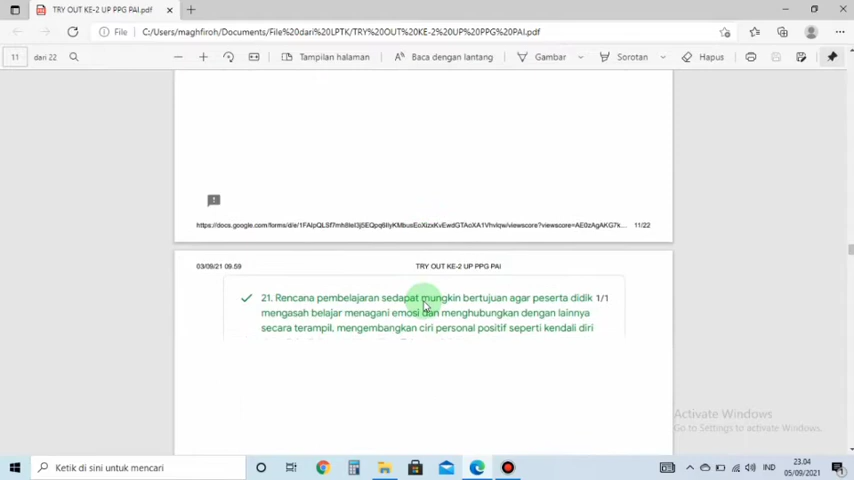 TRY OUT KE-2 UP PPG PAI.pdf
File
C:/Users/maghfiroh/Documents/File%20dari%20LPTK/TRY%20OUT%20KE-2%20UP%20PPG%20PAI.pdf
11 dari 22
Tampilan halaman
Baca dengan lantang
Gambar
Sorotan
Hapus
11/22
03/09/21 09.59
TRY OUT KE-2 UP PPG PAI
21. Rencana pembelajaran sedapat mungkin bertujuan agar peserta didik 1/1
mengasah belajar menagani emosi dan menghubungkan dengan lainnya
secara terampil. mengembangkan ciri personal positif seperti kendali diri
Activate Windows
Go to Settings to activate Windows.
Ketik di sini untuk mencari
IND
23.04
05/09/2021